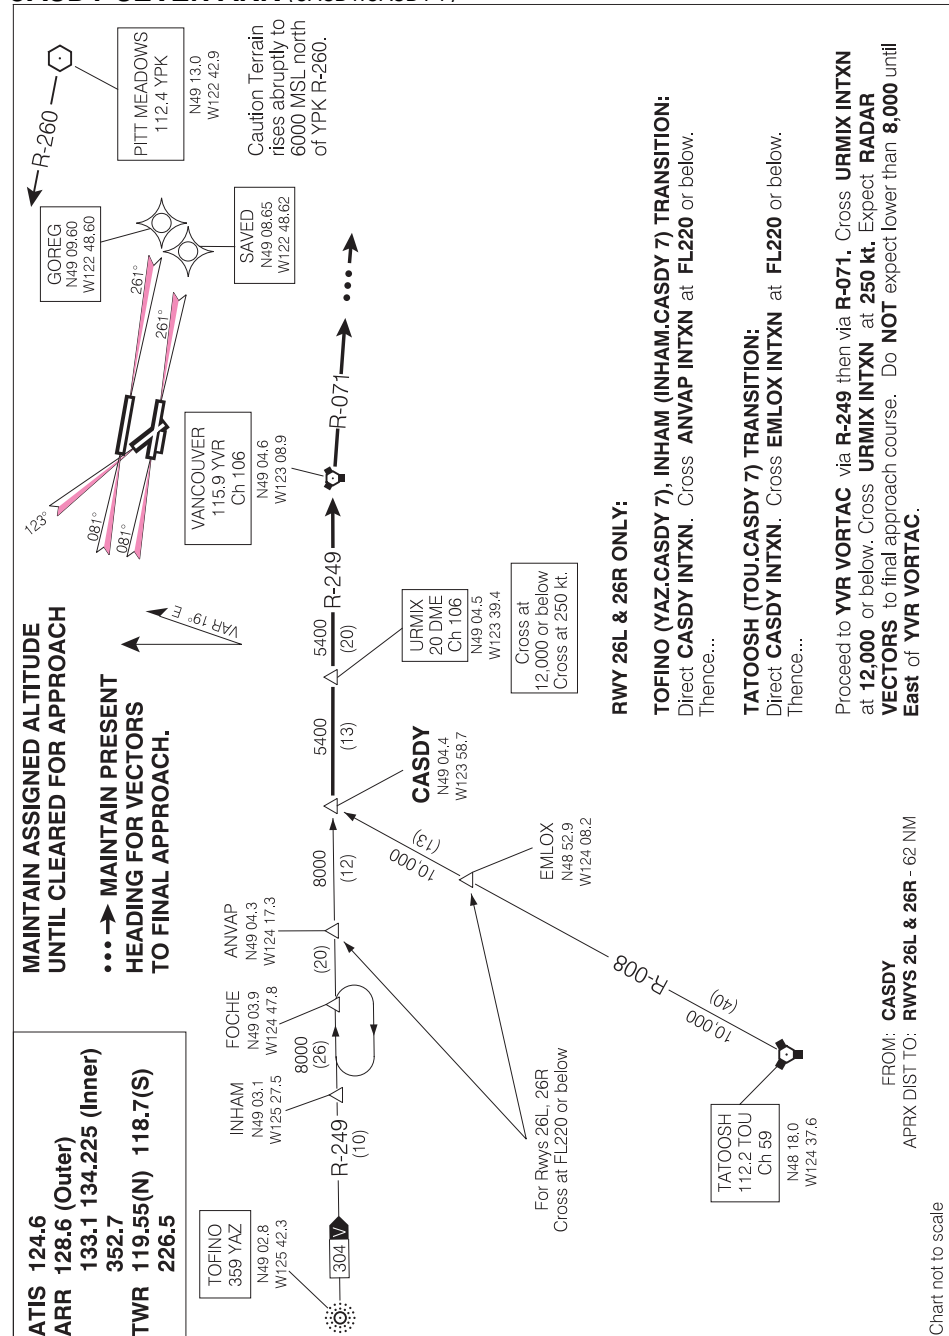 ATIS 124.6
ARR 128.6 (Outer)
133.1 134.225 (Inner)
352.7
TWR 119.55(N) 118.7(S)
226.5
MAINTAIN ASSIGNED ALTITUDE
UNTIL CLEARED FOR APPROACH
MAINTAIN PRESENT
HEADING FOR VECTORS
TO FINAL APPROACH.
VAR 19° E
123°
081°
081°
261°
261°
GOREG
N49 09.60
W122 48.60
SAVED
N49 08.65
W122 48.62
R-260
PITT MEADOWS
112.4 YPK
N49 13.0
W122 42.9
Caution Terrain
rises abruptly to
6000 MSL north
of YPK R-260.
TOFINO
359 YAZ
N49 02.8
W125 42.3
304 V
R-249
(10)
INHAM
N49 03.1
W125 27.5
8000
(26)
FOCHE
N49 03.9
W124 47.8
(20)
ANVAP
N49 04.3
W124 17.3
8000
(12)
CASDY
N49 04.4
W123 58.7
5400
(13)
URMIX
20 DME
Ch 106
N49 04.5
W123 39.4
Cross at
12,000 or below
Cross at 250 kt.
5400
(20)
R-249
VANCOUVER
115.9 YVR
Ch 106
N49 04.6
W123 08.9
R-071
EMLOX
N48 52.9
W124 08.2
10,000
(13)
R-008
10,000
(40)
TATOOSH
112.2 TOU
Ch 59
N48 18.0
W124 37.6
For Rwys 26L, 26R
Cross at FL220 or below
RWY 26L & 26R ONLY:
TOFINO (YAZ.CASDY 7), INHAM (INHAM.CASDY 7) TRANSITION:
Direct CASDY INTXN. Cross ANVAP INTXN at FL220 or below.
Thence...
TATOOSH (TOU.CASDY 7) TRANSITION:
Direct CASDY INTXN. Cross EMLOX INTXN at FL220 or below.
Thence...
Proceed to YVR VORTAC via R-249 then via R-071. Cross URMIX INTXN
at 12,000 or below. Cross URMIX INTXN at 250 kt. Expect RADAR
VECTORS to final approach course. Do NOT expect lower than 8,000 until
East of YVR VORTAC.
FROM: CASDY
APRX DIST TO: RWYS 26L & 26R - 62 NM
Chart not to scale